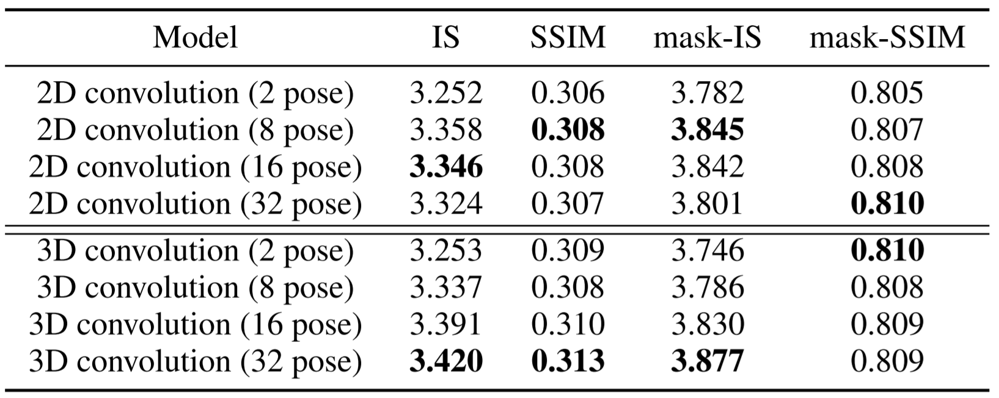 Model IS SSIM mask-IS mask-SSIM
2D convolution (2 pose) 3.252 0.306 3.782 0.805
2D convolution (8 pose) 3.358 0.308 3.845 0.807
2D convolution (16 pose) 3.346 0.308 3.842 0.808
2D convolution (32 pose) 3.324 0.307 3.801 0.810
3D convolution (2 pose) 3.253 0.309 3.746 0.810
3D convolution (8 pose) 3.337 0.308 3.786 0.808
3D convolution (16 pose) 3.391 0.310 3.830 0.809
3D convolution (32 pose) 3.420 0.313 3.877 0.809